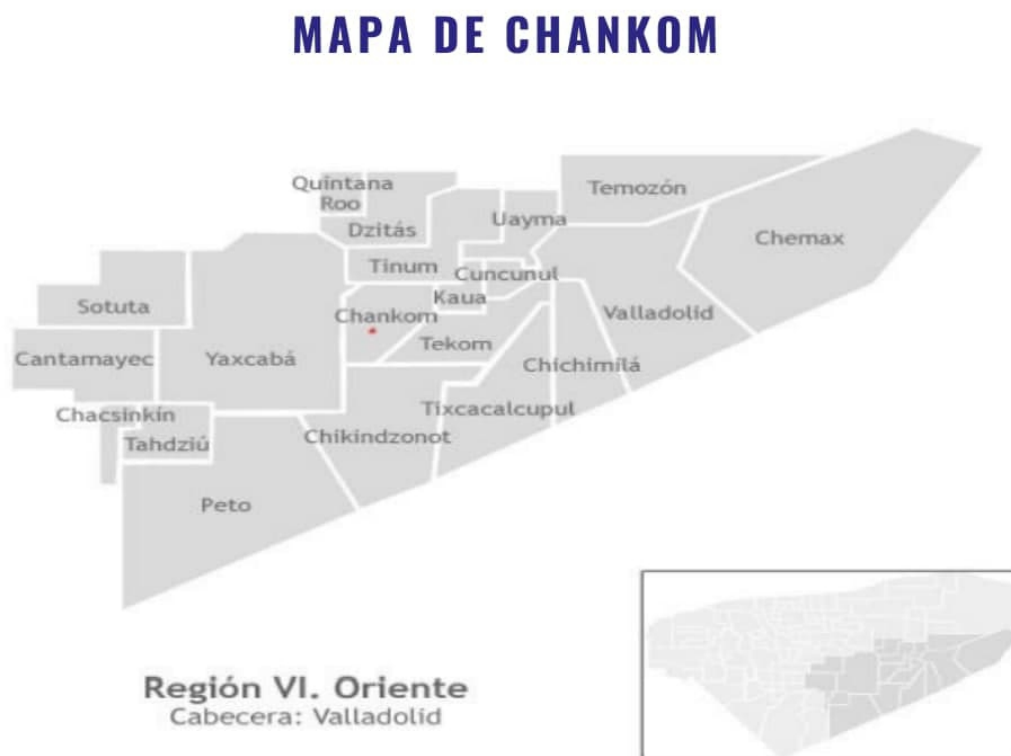 MAPA DE CHANKOM
Quintana
Roo
Temozón
Uayma
Dzitás
Chemax
Tinum
Cuncunul
Kaua
Sotuta
Chankom
Valladolid
Tekom
Cantamayec
Yaxcabá
Chichimilá
Tixcacalcupul
Chacsinkín
Chikindzonot
Tahdziú
Peto
Región VI. Oriente
Cabecera: Valladolid